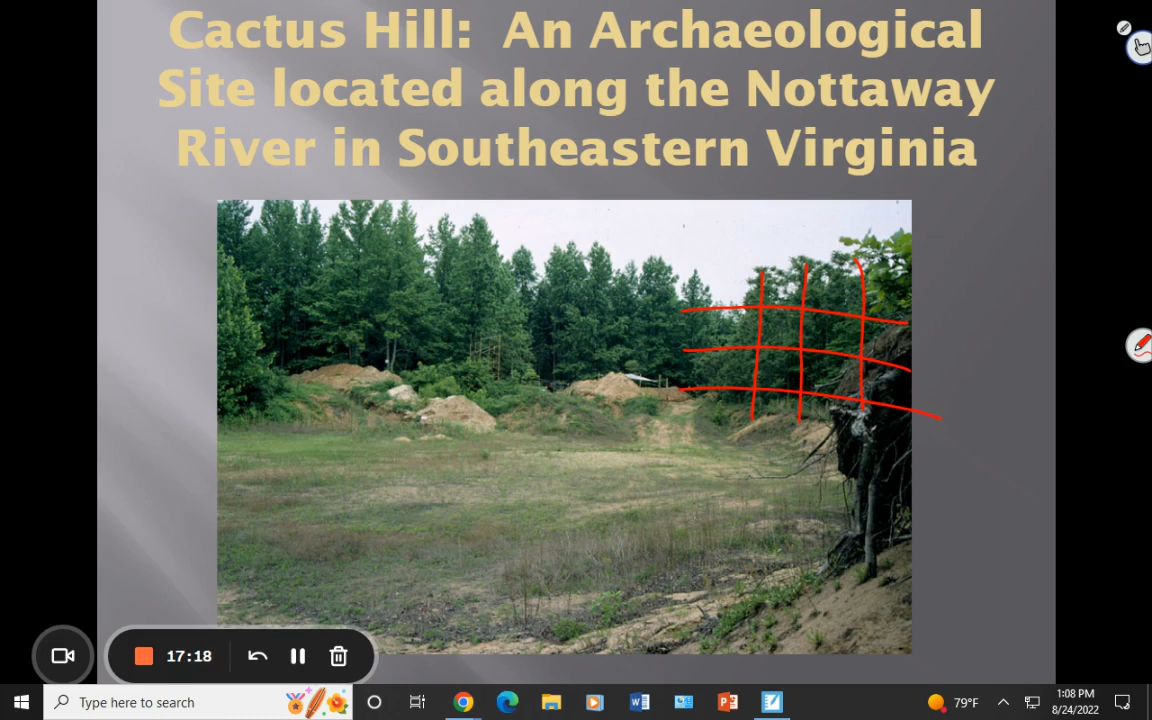 Cactus Hill: An Archaeological
Site located along the Nottaway
River in Southeastern Virginia
17:18
Type here to search
79°F
1:08 PM
8/24/2022